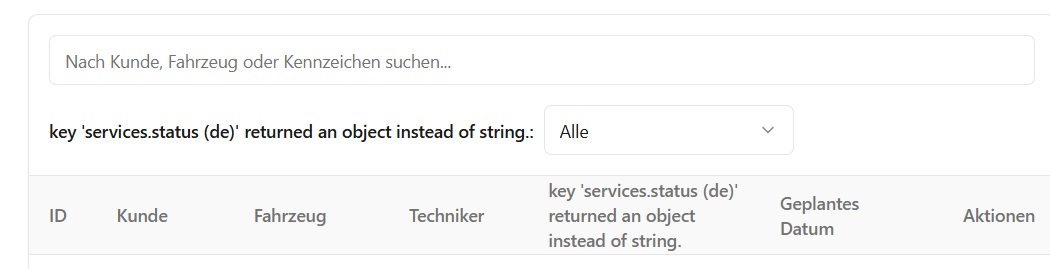 Nach Kunde, Fahrzeug oder Kennzeichen suchen...
key 'services.status (de)' returned an object instead of string.: Alle
ID Kunde Fahrzeug Techniker key 'services.status (de)' returned an object instead of string. Geplantes Datum Aktionen